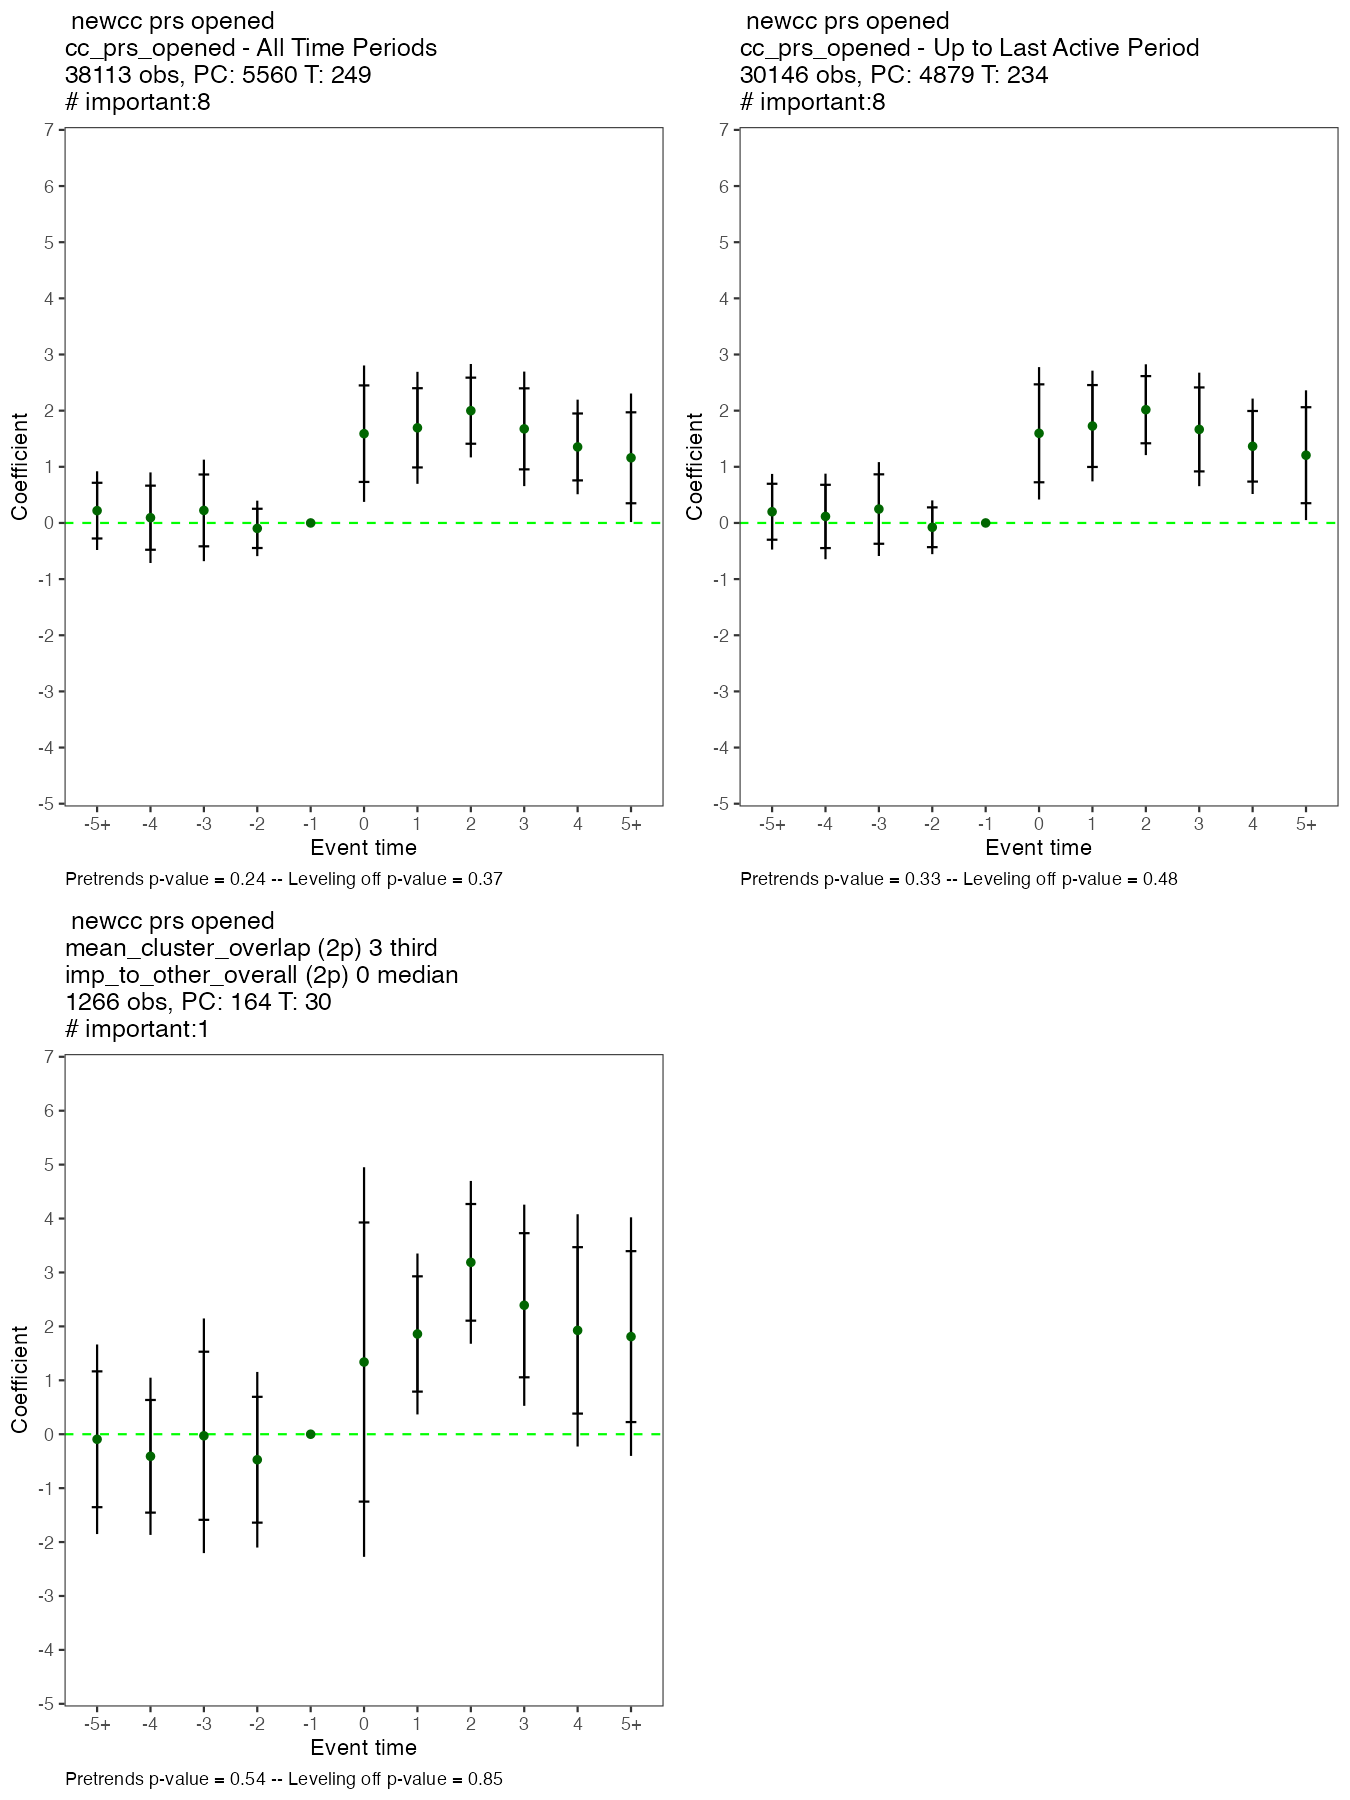 newcc prs opened
cc_prs_opened - All Time Periods
38113 obs, PC: 5560 T: 249
# important:8
7
6
5
4
3
2
1
0
-1
-2
-3
-4
-5
Coefficient
-5+ -4 -3 -2 -1 0 1 2 3 4 5+
Event time
Pretrends p-value = 0.24 -- Leveling off p-value = 0.37
newcc prs opened
cc_prs_opened - Up to Last Active Period
30146 obs, PC: 4879 T: 234
# important:8
7
6
5
4
3
2
1
0
-1
-2
-3
-4
-5
Coefficient
-5+ -4 -3 -2 -1 0 1 2 3 4 5+
Event time
Pretrends p-value = 0.33 -- Leveling off p-value = 0.48
newcc prs opened
mean_cluster_overlap (2p) 3 third
imp_to_other_overall (2p) 0 median
1266 obs, PC: 164 T: 30
# important:1
7
6
5
4
3
2
1
0
-1
-2
-3
-4
-5
Coefficient
-5+ -4 -3 -2 -1 0 1 2 3 4 5+
Event time
Pretrends p-value = 0.54 -- Leveling off p-value = 0.85